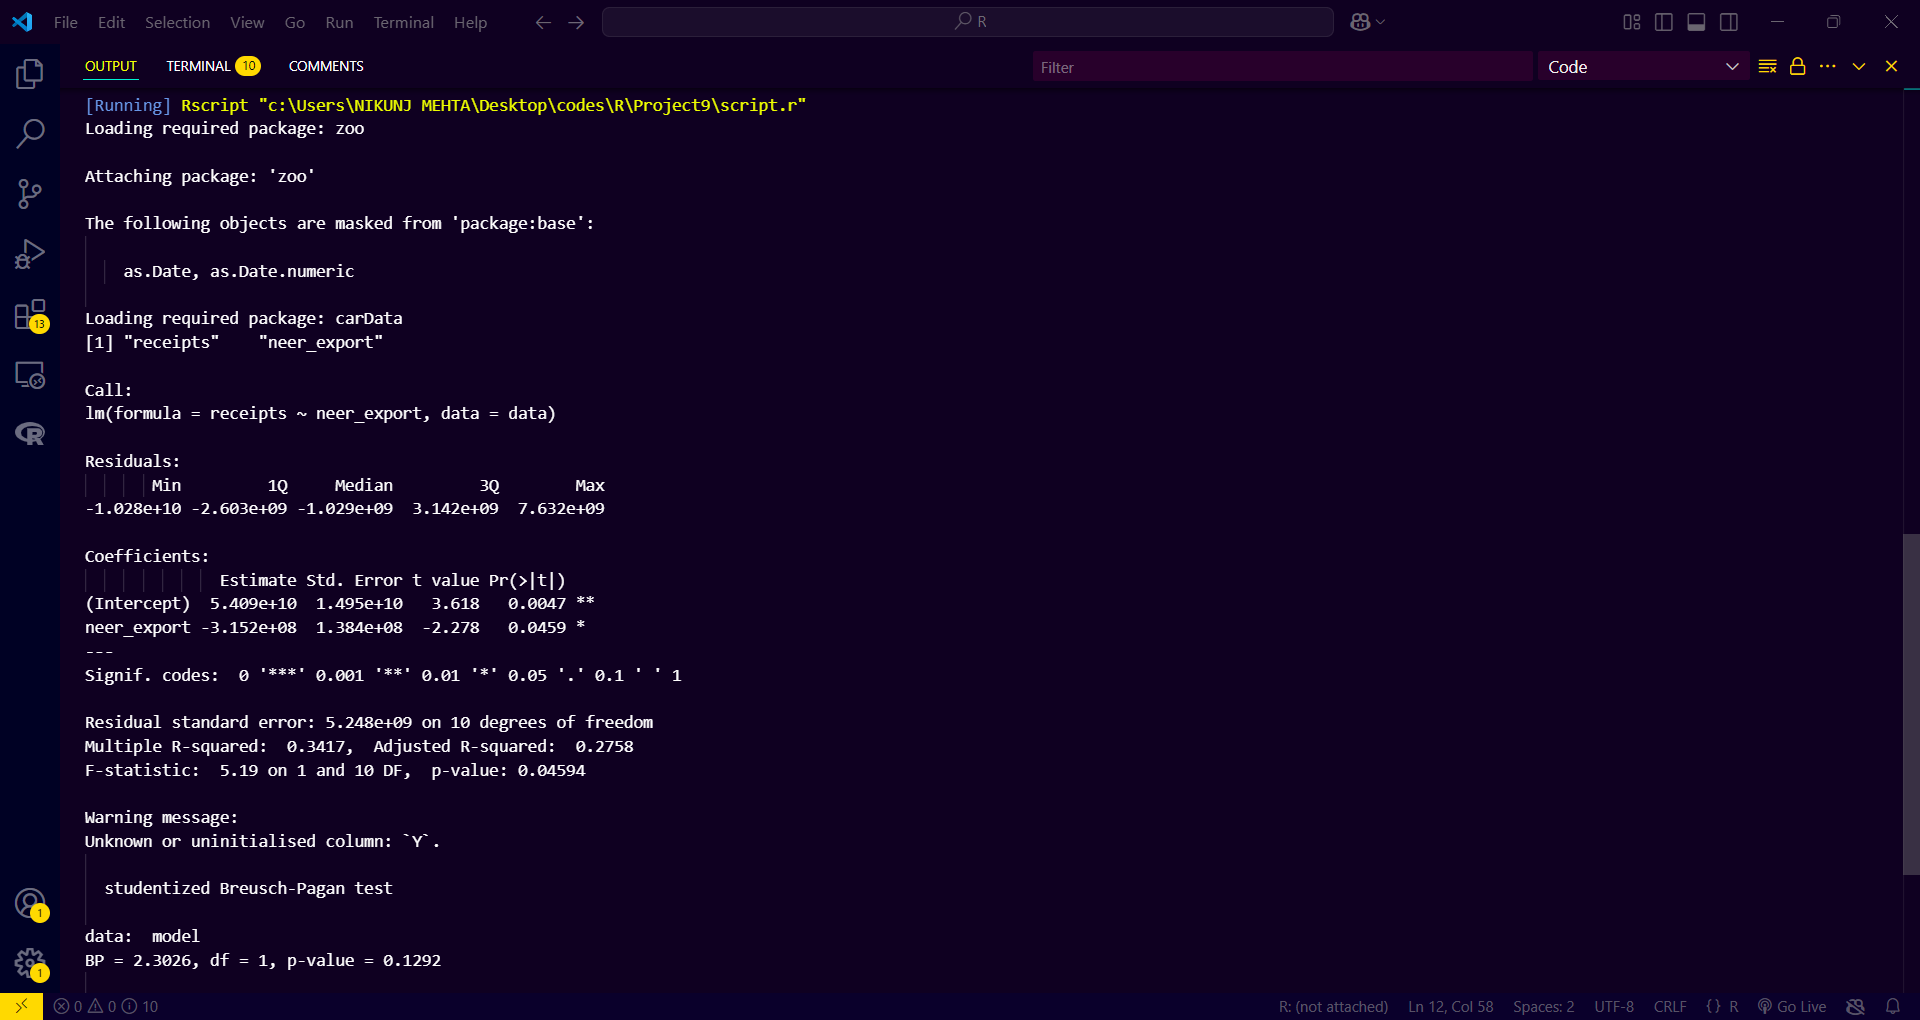 File Edit Selection View Go Run Terminal Help R
OUTPUT TERMINAL 10 COMMENTS Filter Code
[Running] Rscript "c:\Users\NIKUNJ MEHTA\Desktop\codes\R\Project9\script.r"
Loading required package: zoo
Attaching package: 'zoo'
The following objects are masked from 'package:base':
as.Date, as.Date.numeric
Loading required package: carData
[1] "receipts"    "neer_export"
Call:
lm(formula = receipts ~ neer_export, data = data)
Residuals:
Min 1Q Median 3Q Max
-1.028e+10 -2.603e+09 -1.029e+09 3.142e+09 7.632e+09
Coefficients:
Estimate Std. Error t value Pr(>|t|)
(Intercept) 5.409e+10 1.495e+10 3.618 0.0047 **
neer_export -3.152e+08 1.384e+08 -2.278 0.0459 *
---
Signif. codes: 0 '***' 0.001 '**' 0.01 '*' 0.05 '.' 0.1 ' ' 1
Residual standard error: 5.248e+09 on 10 degrees of freedom
Multiple R-squared: 0.3417, Adjusted R-squared: 0.2758
F-statistic: 5.19 on 1 and 10 DF, p-value: 0.04594
Warning message:
Unknown or uninitialised column: `Y`.
studentized Breusch-Pagan test
data: model
BP = 2.3026, df = 1, p-value = 0.1292
13
R
1
1
0 0 10 R: (not attached) Ln 12, Col 58 Spaces: 2 UTF-8 CRLF {} R Go Live